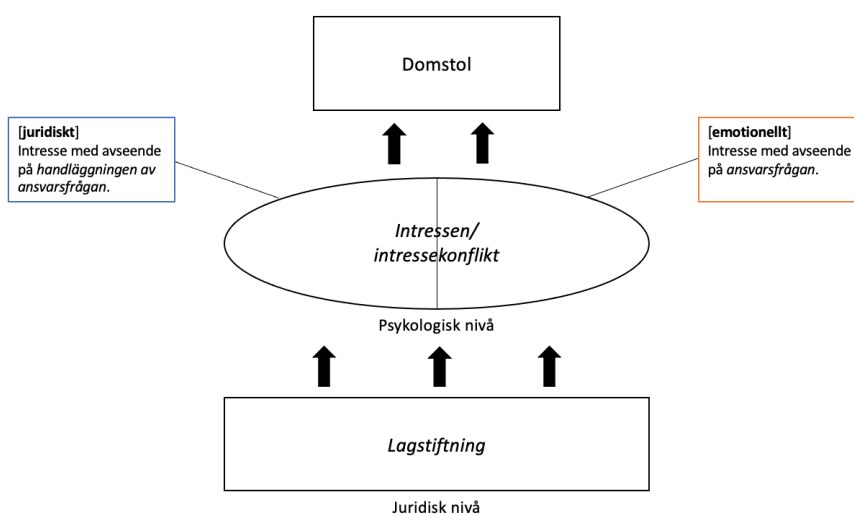 Domstol
[juridiskt]
Intresse med avseende
på handläggningen av
ansvarsfrågan.
[emotionellt]
Intresse med avseende
på ansvarsfrågan.
Intressen/
intressekonflikt
Psykologisk nivå
Lagstiftning
Juridisk nivå